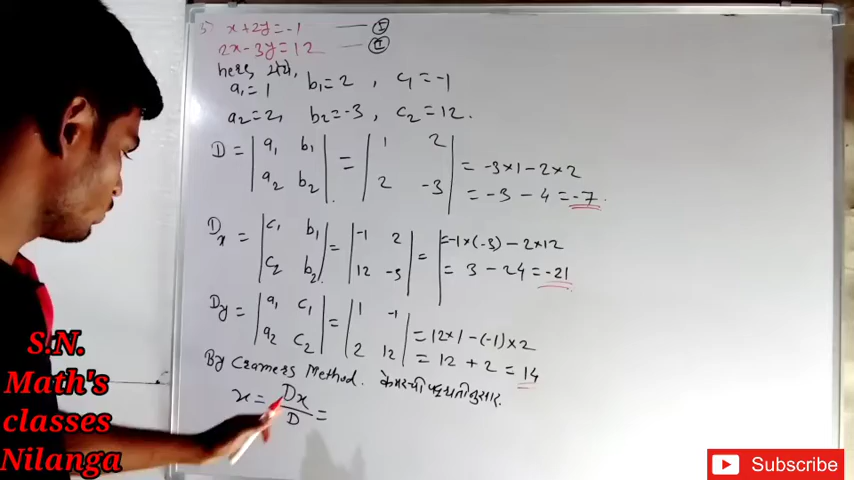 5) x+2y=-1 —— Ⓘ
2x-3y=12 —— Ⓘ︎Ⓘ
here, येथे,
a₁=1 b₁=2 , c₁=-1
a₂=2, b₂=-3, c₂=12.
D = | a₁ b₁ | = | 1 2 | = -3×1-2×2
| a₂ b₂ | | 2 -3 | = -3-4=-7
Dx = | c₁ b₁ | = | -1 2 | = =-1×(-3)-2×12
| c₂ b₂ | | 12 -3 | = 3-24=-21
Dy = | a₁ c₁ | = | 1 -1 | = 12×1-(-1)×2
| a₂ c₂ | | 2 12 | = 12+2=14
By Cramers Method. केमरच्या पद्धतीनुसार.
x = Dx/D =
S.N.
Math's
classes
Nilanga
Subscribe